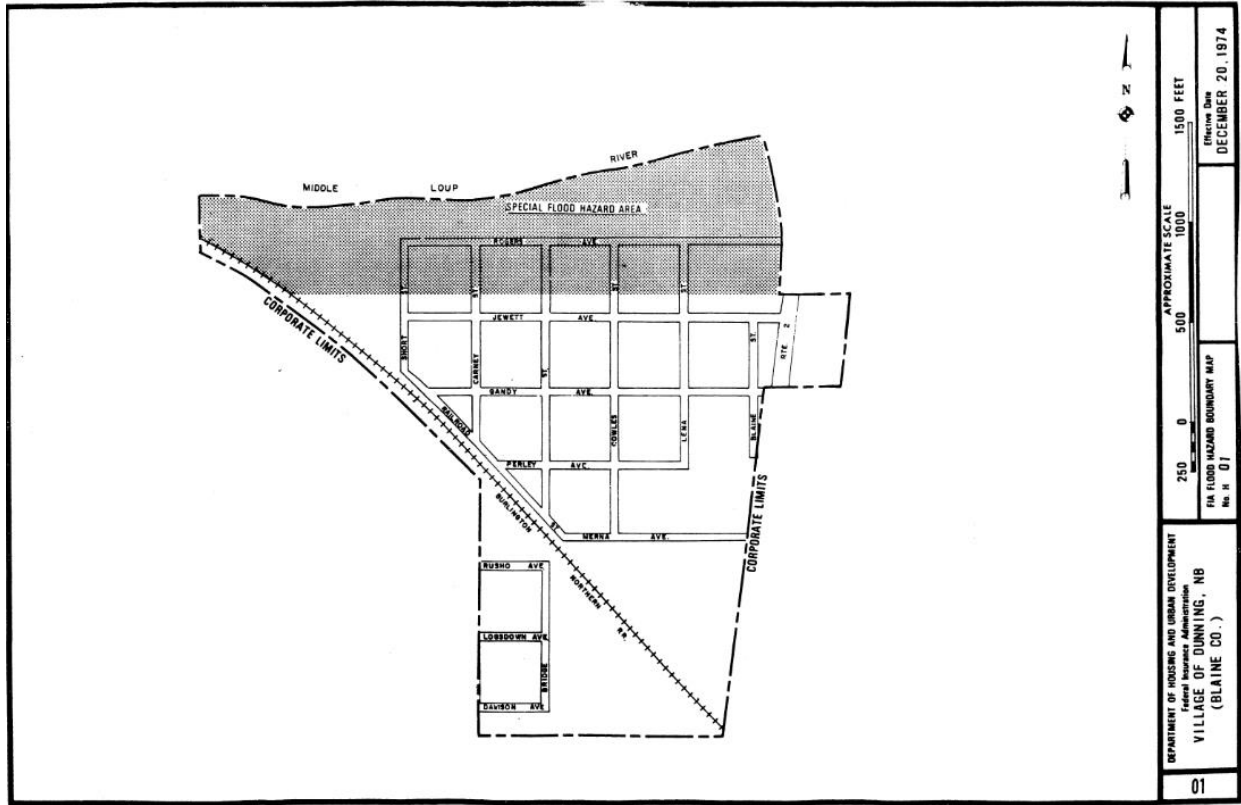 N
MIDDLE LOUP RIVER
SPECIAL FLOOD HAZARD AREA
ROGERS AVE.
SHORT ST.
CARNEY ST.
ST.
ST.
ST.
JEWETT AVE.
GANDY AVE.
COWLES
LENA
BLAINE ST.
RTE. 2
RAILROAD ST.
PERLEY AVE.
MERNA AVE.
BURLINGTON NORTHERN R.R.
CORPORATE LIMITS
CORPORATE LIMITS
RUSHO AVE.
LOBSDOWN AVE.
BRIDGE
DAVISON AVE
APPROXIMATE SCALE
250 0 500 1000 1500 FEET
DEPARTMENT OF HOUSING AND URBAN DEVELOPMENT
Federal Insurance Administration
VILLAGE OF DUNNING, NB
(BLAINE CO.)
FIA FLOOD HAZARD BOUNDARY MAP
No. H 01
Effective Date
DECEMBER 20, 1974
01